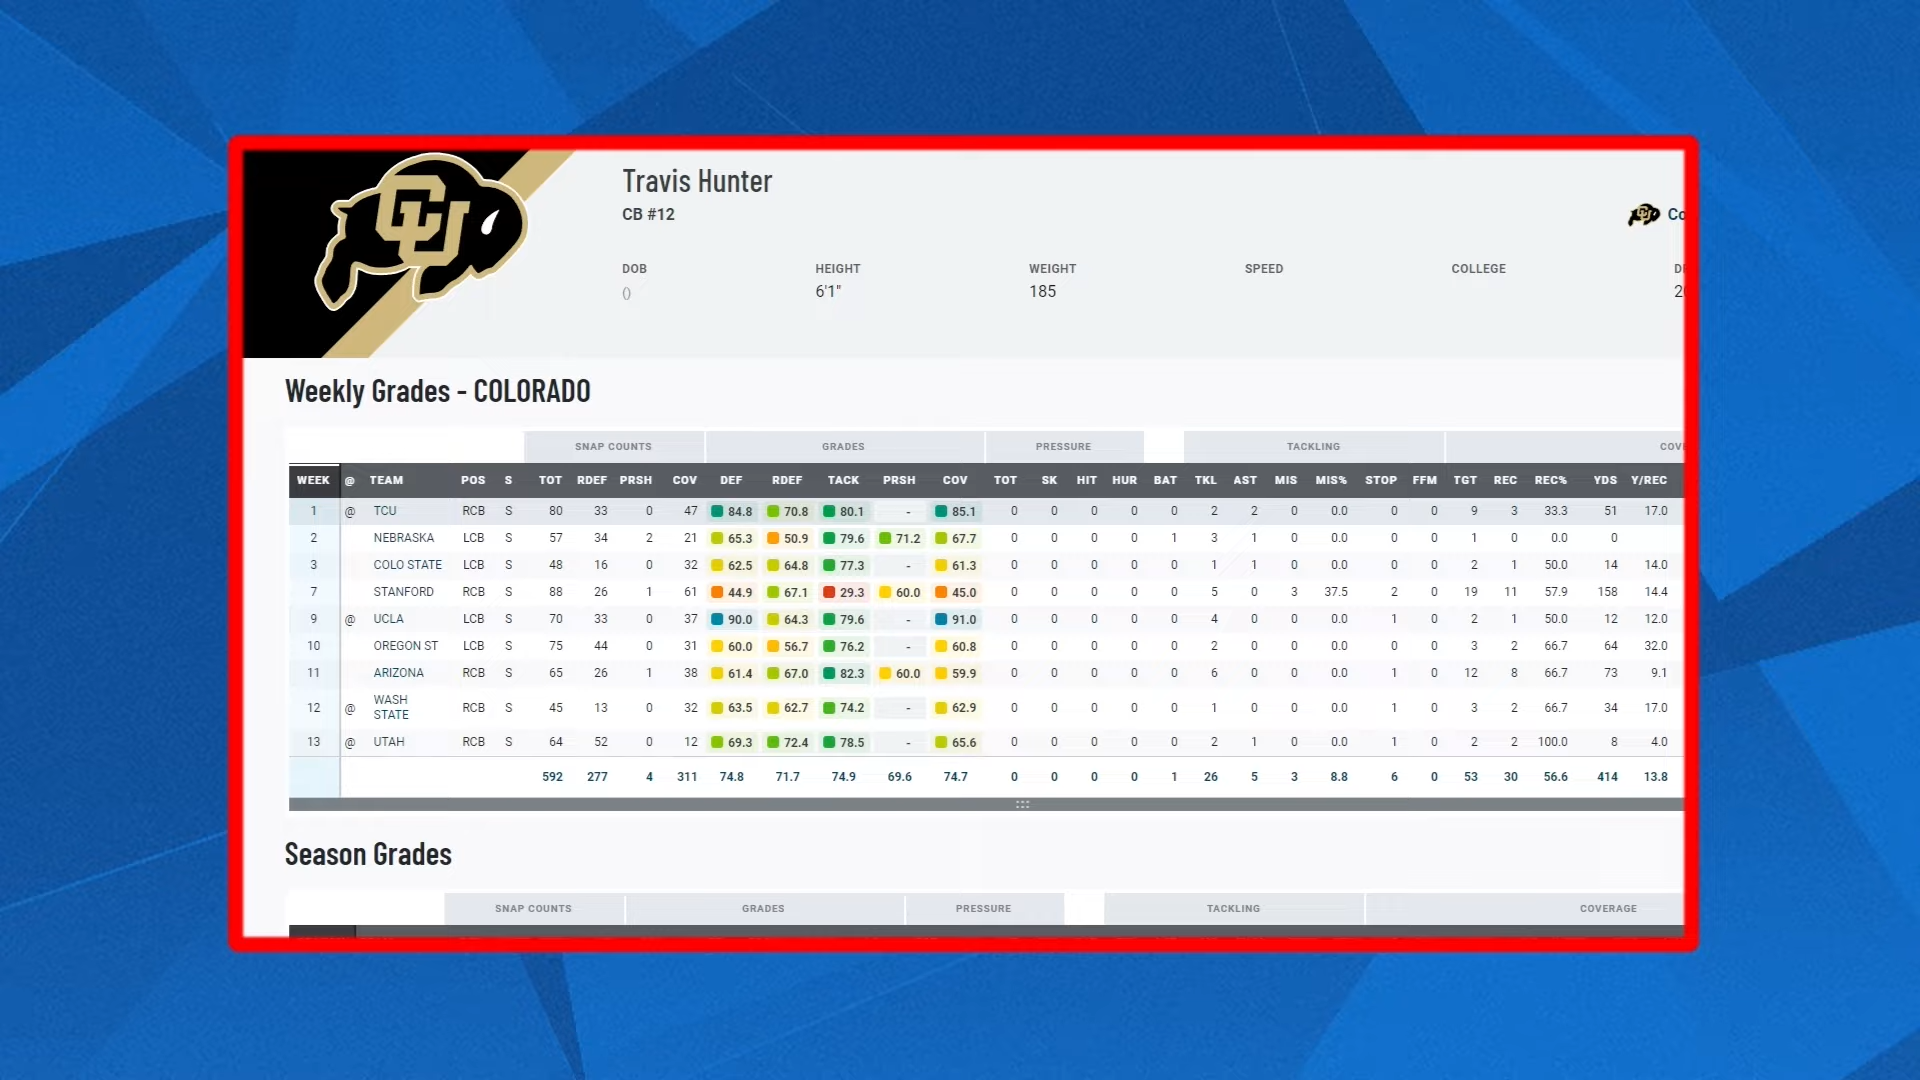 CU
Travis Hunter
CB #12
CU Co
DOB HEIGHT WEIGHT SPEED COLLEGE
() 6'1" 185 20
Weekly Grades - COLORADO
SNAP COUNTS GRADES PRESSURE TACKLING
WEEK @ TEAM POS S TOT RDEF PRSH COV DEF RDEF TACK PRSH COV TOT SK HIT HUR BAT TKL AST MIS MIS% STOP FFM TGT REC REC% YDS Y/REC
1 @ TCU RCB S 80 33 0 47 84.8 70.8 80.1 - 85.1 0 0 0 0 0 2 2 0 0.0 0 0 9 3 33.3 51 17.0
2 NEBRASKA LCB S 57 34 2 21 65.3 50.9 79.6 71.2 67.7 0 0 0 0 1 3 1 0 0.0 0 0 1 0 0.0 0
3 COLO STATE LCB S 48 16 0 32 62.5 64.8 77.3 - 61.3 0 0 0 0 0 1 1 0 0.0 0 0 2 1 50.0 14 14.0
7 STANFORD RCB S 88 26 1 61 44.9 67.1 29.3 60.0 45.0 0 0 0 0 0 5 0 3 37.5 2 0 19 11 57.9 158 14.4
9 @ UCLA LCB S 70 33 0 37 90.0 64.3 79.6 - 91.0 0 0 0 0 0 4 0 0 0.0 1 0 2 1 50.0 12 12.0
10 OREGON ST LCB S 75 44 0 31 60.0 56.7 76.2 - 60.8 0 0 0 0 0 2 0 0 0.0 0 0 3 2 66.7 64 32.0
11 ARIZONA RCB S 65 26 1 38 61.4 67.0 82.3 60.0 59.9 0 0 0 0 0 6 0 0 0.0 1 0 12 8 66.7 73 9.1
12 @ WASH STATE RCB S 45 13 0 32 63.5 62.7 74.2 - 62.9 0 0 0 0 0 1 0 0 0.0 1 0 3 2 66.7 34 17.0
13 @ UTAH RCB S 64 52 0 12 69.3 72.4 78.5 - 65.6 0 0 0 0 0 2 1 0 0.0 1 0 2 2 100.0 8 4.0
592 277 4 311 74.8 71.7 74.9 69.6 74.7 0 0 0 0 1 26 5 3 8.8 6 0 53 30 56.6 414 13.8
Season Grades
SNAP COUNTS GRADES PRESSURE TACKLING COVERAGE